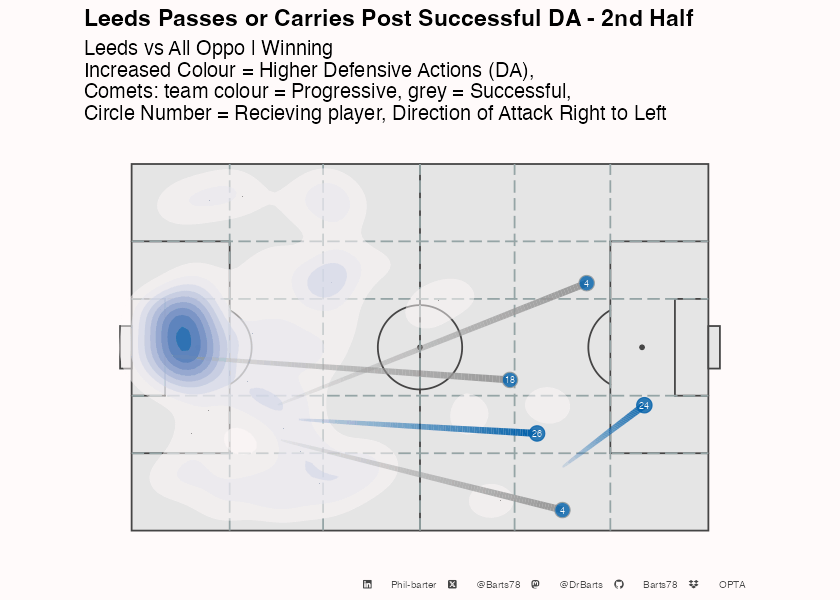 Leeds Passes or Carries Post Successful DA - 2nd Half
Leeds vs All Oppo | Winning
Increased Colour = Higher Defensive Actions (DA),
Comets: team colour = Progressive, grey = Successful,
Circle Number = Recieving player, Direction of Attack Right to Left
4
18
24
26
4
Phil-barter @Barts78 @DrBarts Barts78 OPTA